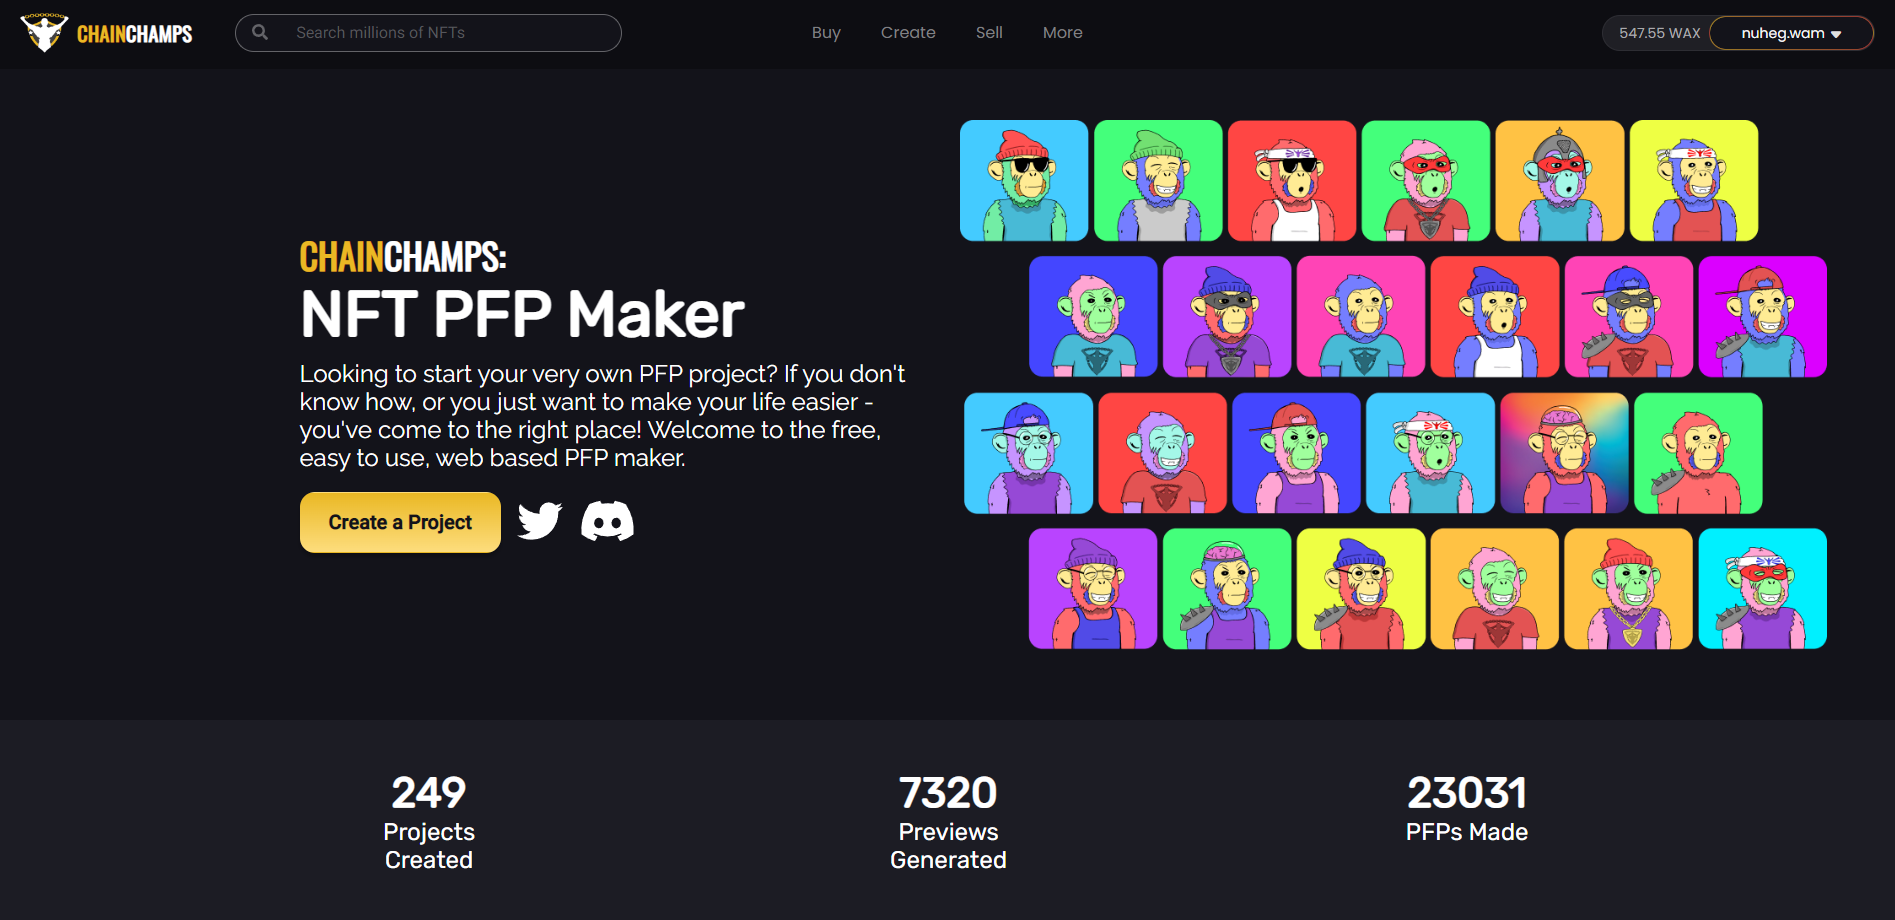 CHAINCHAMPS
Search millions of NFTs
Buy
Create
Sell
More
547.55 WAX
nuheg.wam
CHAINCHAMPS:
NFT PFP Maker
Looking to start your very own PFP project? If you don't
know how, or you just want to make your life easier -
you've come to the right place! Welcome to the free,
easy to use, web based PFP maker.
Create a Project
249
Projects
Created
7320
Previews
Generated
23031
PFPs Made